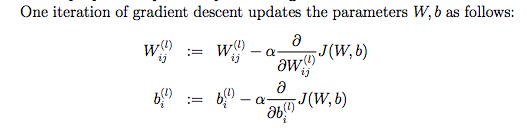 One iteration of gradient descent updates the parameters W, b as follows:
W_{ij}^{(l)} := W_{ij}^{(l)} − α ∂/∂W_{ij}^{(l)} J(W, b)
b_i^{(l)} := b_i^{(l)} − α ∂/∂b_i^{(l)} J(W, b)